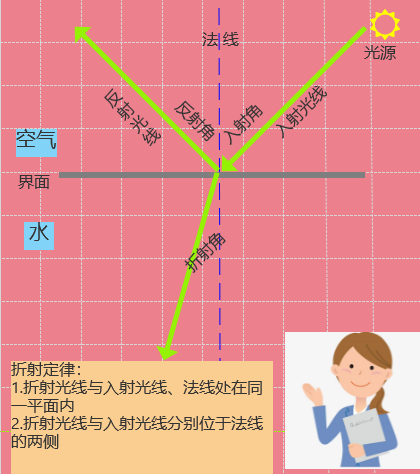 法 线
光源
反射光线
反射角
入射角
入射光线
空气
界面
水
折射角
折射定律:
1.折射光线与入射光线、法线处在同
一平面内
2.折射光线与入射光线分别位于法线
的两侧